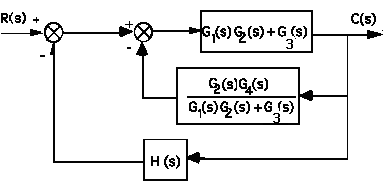 R(s) + + G₁(s)G₂(s)+G₃(s) C(s)
- -
G₂(s)G₄(s)
G₁(s)G₂(s)+G₃(s)
H (s)